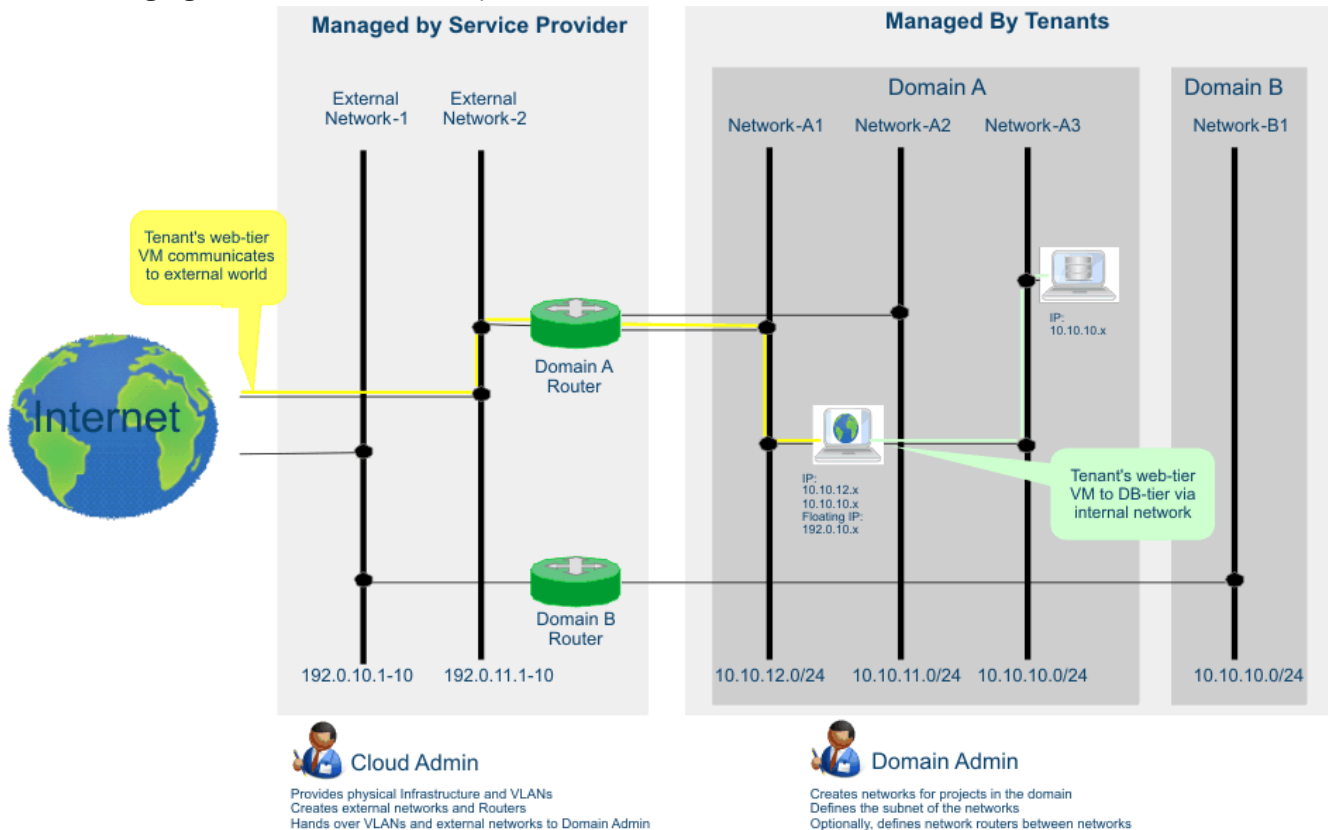 Managed by Service Provider
Managed By Tenants
Domain A
Domain B
External
Network-1
External
Network-2
Network-A1
Network-A2
Network-A3
Network-B1
Tenant's web-tier
VM communicates
to external world
Internet
Domain A
Router
IP:
10.10.10.x
IP:
10.10.12.x
10.10.10.x
Floating IP:
192.0.10.x
Tenant's web-tier
VM to DB-tier via
internal network
Domain B
Router
192.0.10.1-10
192.0.11.1-10
10.10.12.0/24
10.10.11.0/24
10.10.10.0/24
10.10.10.0/24
Cloud Admin
Provides physical Infrastructure and VLANs
Creates external networks and Routers
Hands over VLANs and external networks to Domain Admin
Domain Admin
Creates networks for projects in the domain
Defines the subnet of the networks
Optionally, defines network routers between networks